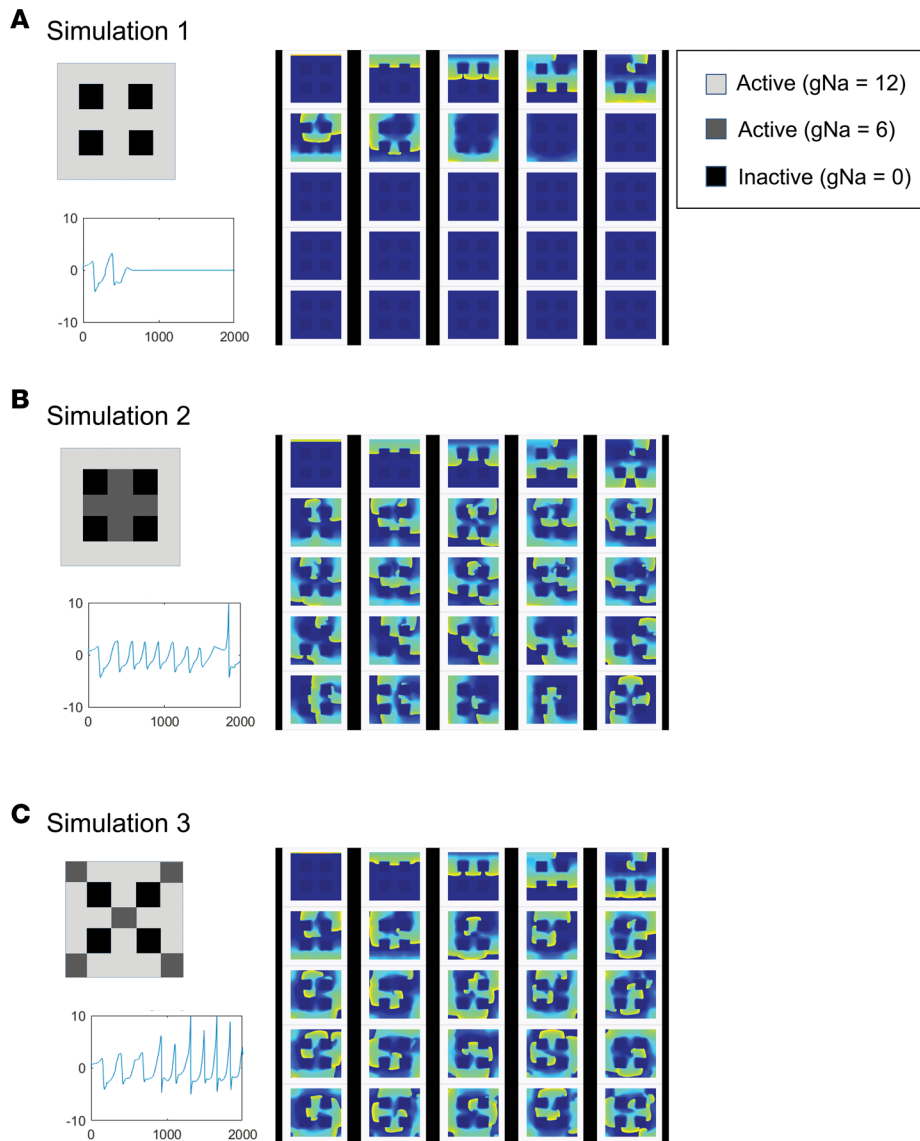 A
Simulation 1
Active (gNa = 12)
Active (gNa = 6)
Inactive (gNa = 0)
10
0
-10
0 1000 2000
B
Simulation 2
10
0
-10
0 1000 2000
C
Simulation 3
10
0
-10
0 1000 2000